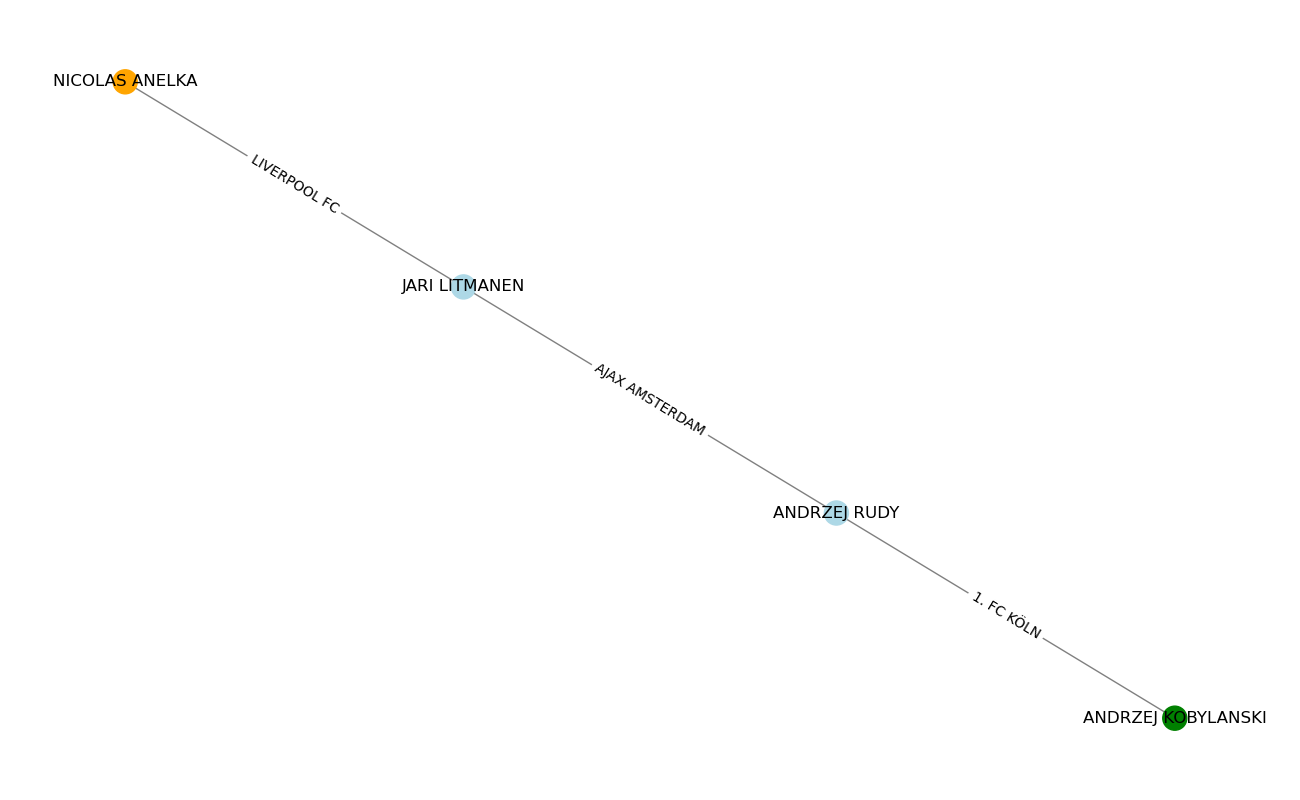 NICOLAS ANELKA
LIVERPOOL FC
JARI LITMANEN
AJAX AMSTERDAM
ANDRZEJ RUDY
1. FC KÖLN
ANDRZEJ KOBYLANSKI